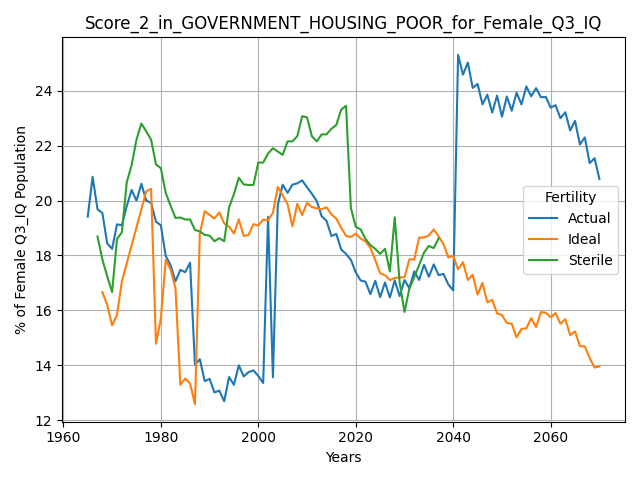 Score_2_in_GOVERNMENT_HOUSING_POOR_for_Female_Q3_IQ
% of Female Q3_IQ Population
24
22
20
18
16
14
12
Fertility
Actual
Ideal
Sterile
1960 1980 2000 2020 2040 2060
Years